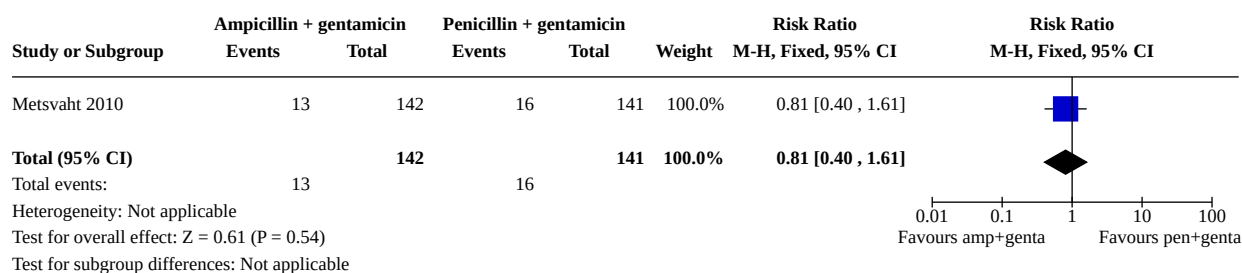 Ampicillin + gentamicin Penicillin + gentamicin Risk Ratio Risk Ratio
Study or Subgroup Events Total Events Total Weight M-H, Fixed, 95% CI M-H, Fixed, 95% CI
Metsvaht 2010 13 142 16 141 100.0% 0.81 [0.40 , 1.61]
Total (95% CI) 142 141 100.0% 0.81 [0.40 , 1.61]
Total events: 13 16
Heterogeneity: Not applicable
0.01 0.1 1 10 100
Test for overall effect: Z = 0.61 (P = 0.54) Favours amp+genta Favours pen+genta
Test for subgroup differences: Not applicable